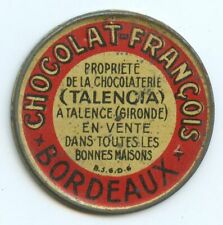 CHOCOLAT-FRANÇOIS
PROPRIÉTÉ
DE LA CHOCOLATERIE
(TALENCIA)
A TALENCE (GIRONDE)
EN VENTE
DANS TOUTES LES
BONNES MAISONS
B.S.G.D.G
★ BORDEAUX ★